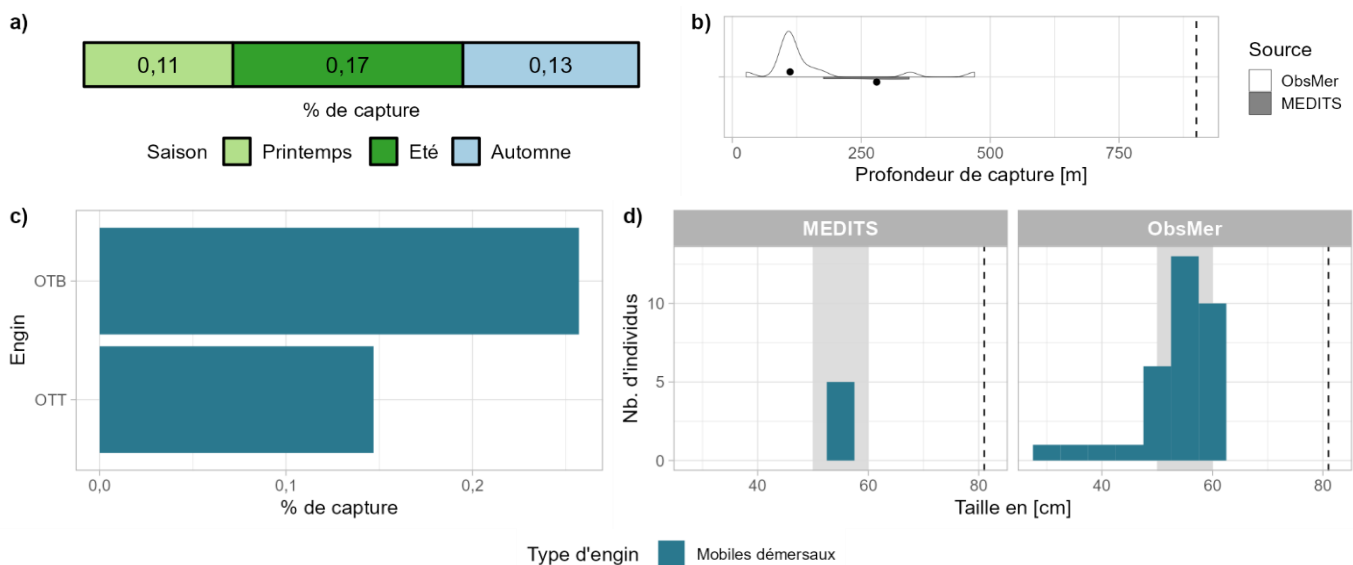 a)
0,11 0,17 0,13
% de capture
Saison Printemps Eté Automne
b)
0 250 500 750
Profondeur de capture [m]
Source
ObsMer
MEDITS
c)
OTB
OTT
Engin
0,0 0,1 0,2
% de capture
d)
MEDITS ObsMer
Nb. d'individus
10
5
0
40 60 80 40 60 80
Taille en [cm]
Type d'engin Mobiles démersaux